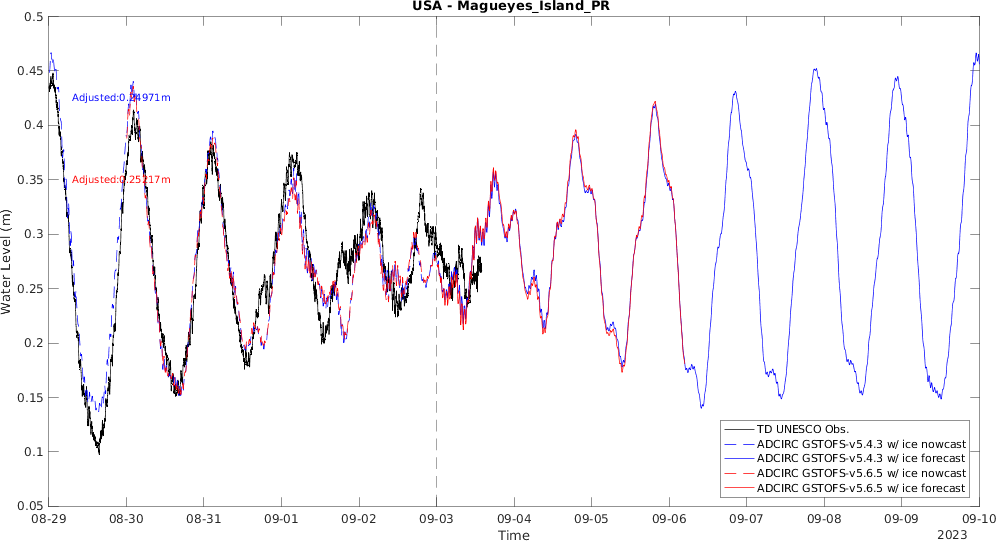 USA - Magueyes_Island_PR
0.5
0.45
0.4
0.35
0.3
0.25
0.2
0.15
0.1
0.05
Water Level (m)
Adjusted:0.24971m
Adjusted:0.25217m
TD UNESCO Obs.
ADCIRC GSTOFS-v5.4.3 w/ ice nowcast
ADCIRC GSTOFS-v5.4.3 w/ ice forecast
ADCIRC GSTOFS-v5.6.5 w/ ice nowcast
ADCIRC GSTOFS-v5.6.5 w/ ice forecast
08-29 08-30 08-31 09-01 09-02 09-03 09-04 09-05 09-06 09-07 09-08 09-09 09-10
Time
2023